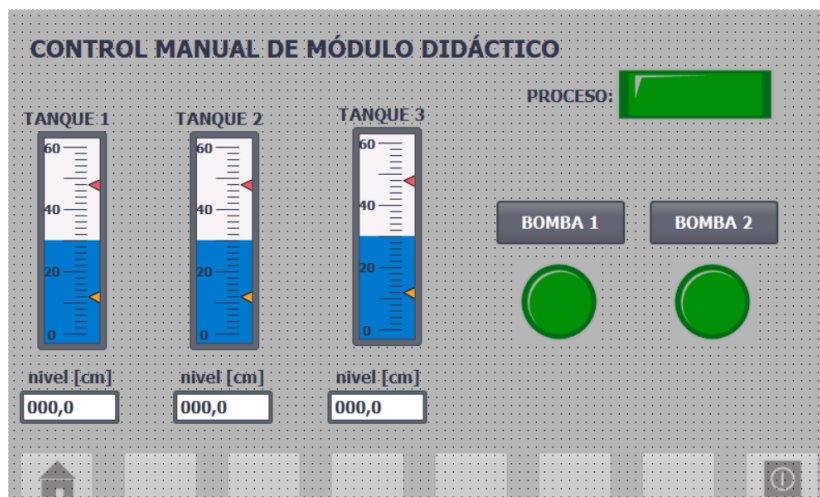 CONTROL MANUAL DE MÓDULO DIDÁCTICO
PROCESO:
TANQUE 1
TANQUE 2
TANQUE 3
60
40
20
0
60
40
20
0
60
40
20
0
BOMBA 1
BOMBA 2
nivel [cm]
nivel [cm]
nivel [cm]
000,0
000,0
000,0